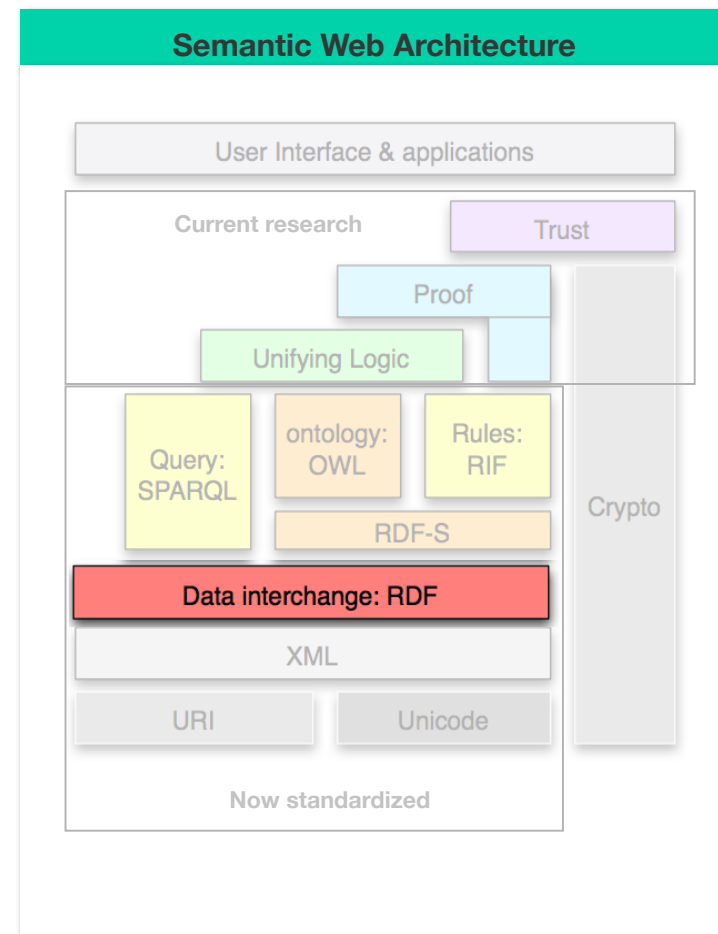 Semantic Web Architecture
User Interface & applications
Current research
Trust
Proof
Unifying Logic
Query:
SPARQL
ontology:
OWL
Rules:
RIF
Crypto
RDF-S
Data interchange: RDF
XML
URI
Unicode
Now standardized